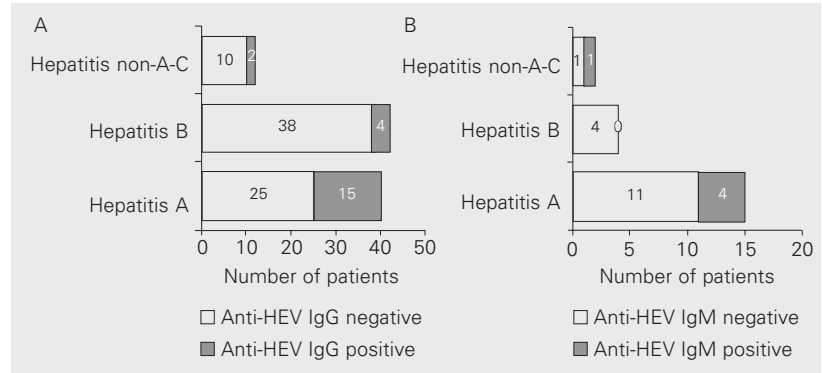 A
Hepatitis non-A-C
10
2
Hepatitis B
38
4
Hepatitis A
25
15
0 10 20 30 40 50
Number of patients
Anti-HEV IgG negative
Anti-HEV IgG positive
B
Hepatitis non-A-C
1
1
Hepatitis B
4
0
Hepatitis A
11
4
0 5 10 15 20
Number of patients
Anti-HEV IgM negative
Anti-HEV IgM positive